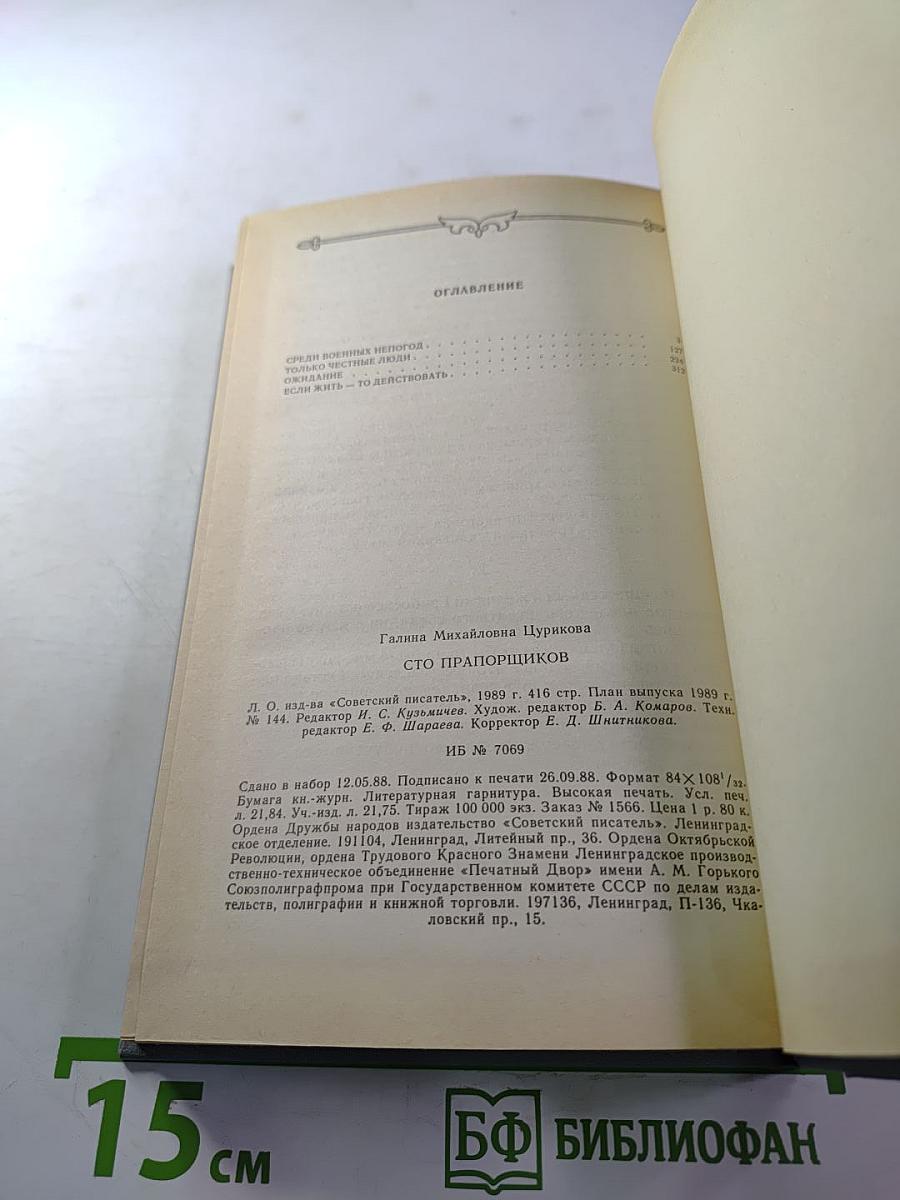 ОГЛАВЛЕНИЕ
СРЕДИ ВОЕННЫХ НЕПОГОД . . . . . . . . . . . . . . 3
ТОЛЬКО ЧЕСТНЫЕ ЛЮДИ . . . . . . . . . . . . . . 127
ОЖИДАНИЕ . . . . . . . . . . . . . . . . . . 224
ЕСЛИ ЖИТЬ — ТО ДЕЙСТВОВАТЬ . . . . . . . . . . . . 312
Галина Михайловна Цурикова
СТО ПРАПОРЩИКОВ
Л. О. изд-ва «Советский писатель», 1989 г. 416 стр. План выпуска 1989 г.
№ 144. Редактор И. С. Кузьмичев. Худож. редактор Б. А. Комаров. Техн.
редактор Е. Ф. Шараева. Корректор Е. Д. Шнитникова.
ИБ № 7069
Сдано в набор 12.05.88. Подписано к печати 26.09.88. Формат 84×108¹/₃₂.
Бумага кн.-журн. Литературная гарнитура. Высокая печать. Усл. печ.
л. 21,84. Уч.-изд. л. 21,75. Тираж 100 000 экз. Заказ № 1566. Цена 1 р. 80 к.
Ордена Дружбы народов издательство «Советский писатель». Ленинград-
ское отделение. 191104, Ленинград, Литейный пр., 36. Ордена Октябрьской
Революции, ордена Трудового Красного Знамени Ленинградское производ-
ственно-техническое объединение «Печатный Двор» имени А. М. Горького
Союзполиграфпрома при Государственном комитете СССР по делам изда-
тельств, полиграфии и книжной торговли. 197136, Ленинград, П-136, Чка-
ловский пр., 15.
15 см
БФ БИБЛИОФАН